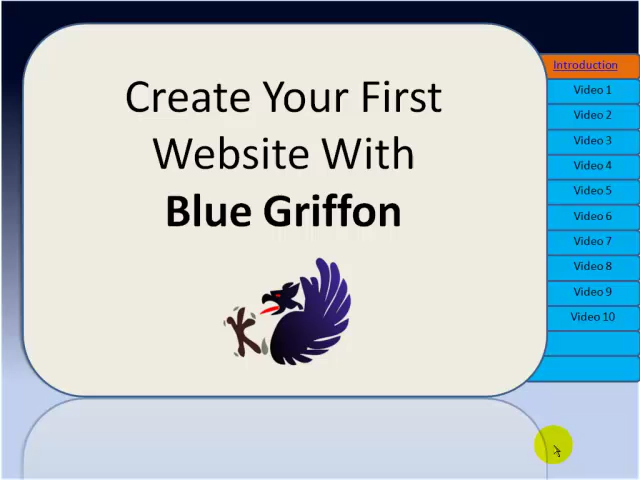 Create Your First
Website With
Blue Griffon
Introduction
Video 1
Video 2
Video 3
Video 4
Video 5
Video 6
Video 7
Video 8
Video 9
Video 10